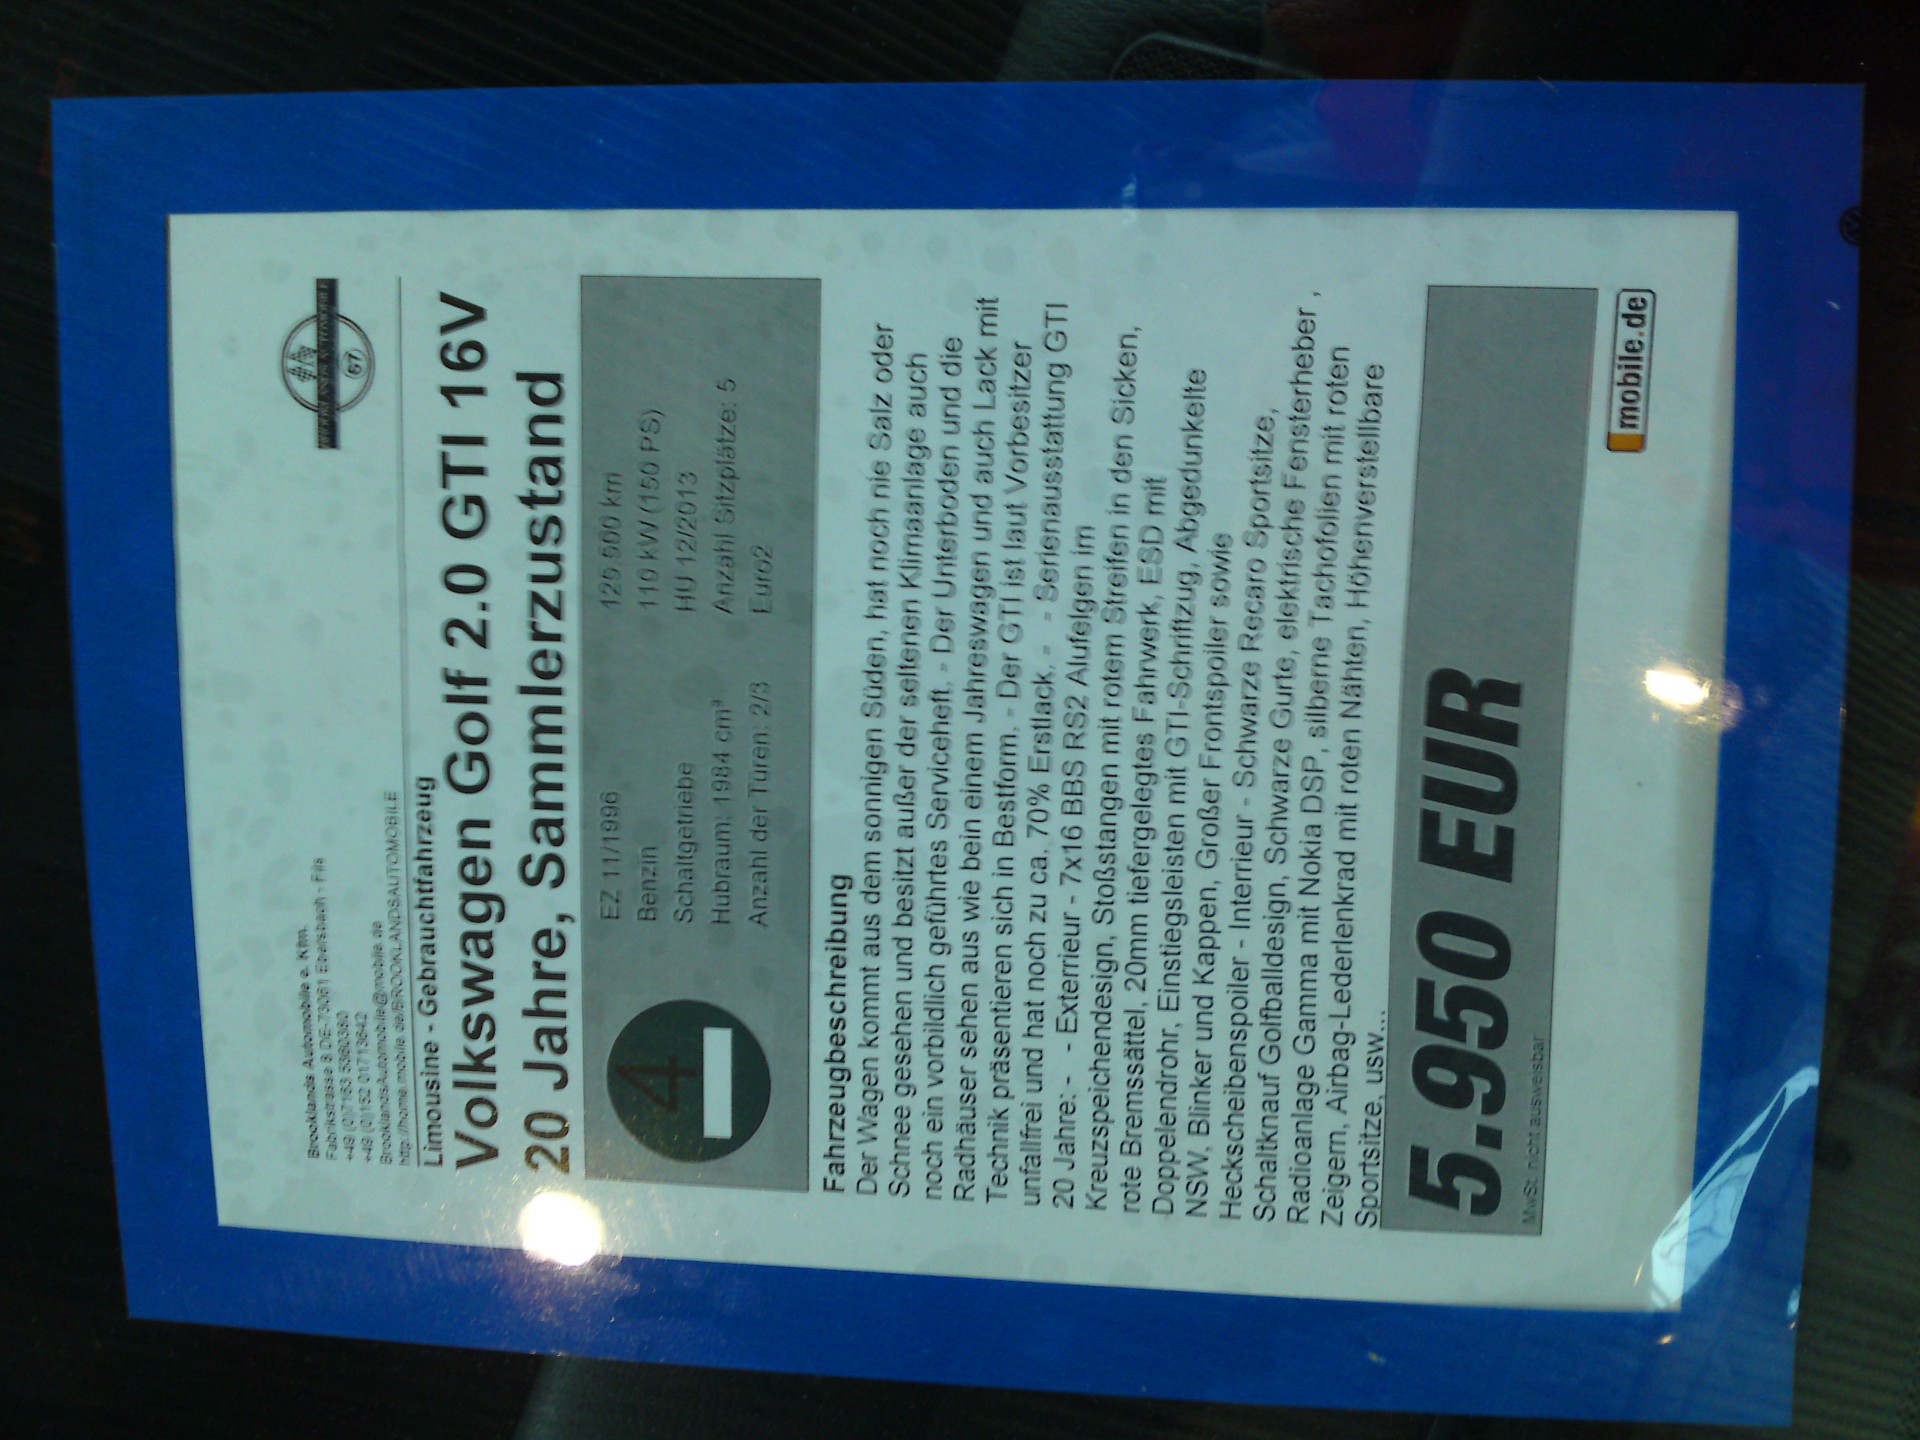 Brooklands Automobile e. Kfm.
Fabrikstrasse 8 DE-73061 Ebersbach - Fils
+49 (0)7163 5360380
+49 (0)152 01713642
BrooklandsAutomobile@mobile.de
http://home.mobile.de/BROOKLANDSAUTOMOBILE
BROOKLANDS AUTOMOBILE
67
Limousine - Gebrauchtfahrzeug
Volkswagen Golf 2.0 GTI 16V
20 Jahre, Sammlerzustand
4
EZ 11/1996 125.500 km
Benzin 110 kW (150 PS)
Schaltgetriebe HU 12/2013
Hubraum: 1984 cm³ Anzahl Sitzplätze: 5
Anzahl der Türen: 2/3 Euro2
Fahrzeugbeschreibung
Der Wagen kommt aus dem sonnigen Süden, hat noch nie Salz oder
Schnee gesehen und besitzt außer der seltenen Klimaanlage auch
noch ein vorbildlich geführtes Serviceheft. - Der Unterboden und die
Radhäuser sehen aus wie bein einem Jahreswagen und auch Lack mit
Technik präsentieren sich in Bestform. - Der GTI ist laut Vorbesitzer
unfallfrei und hat noch zu ca. 70% Erstlack. - - Serienausstattung GTI
20 Jahre: - - Exterrieur - 7x16 BBS RS2 Alufelgen im
Kreuzspeichendesign, Stoßstangen mit rotem Streifen in den Sicken,
rote Bremssättel, 20mm tiefergelegtes Fahrwerk, ESD mit
Doppelendrohr, Einstiegsleisten mit GTI-Schriftzug, Abgedunkelte
NSW, Blinker und Kappen, Großer Frontspoiler sowie
Heckscheibenspoiler - Interrieur - Schwarze Recaro Sportsitze,
Schaltknauf Golfballdesign, Schwarze Gurte, elektrische Fensterheber ,
Radioanlage Gamma mit Nokia DSP , silberne Tachofolien mit roten
Zeigern, Airbag-Lederlenkrad mit roten Nähten, Höhenverstellbare
Sportsitze, usw...
5.950 EUR
MwSt. nicht ausweisbar
mobile.de